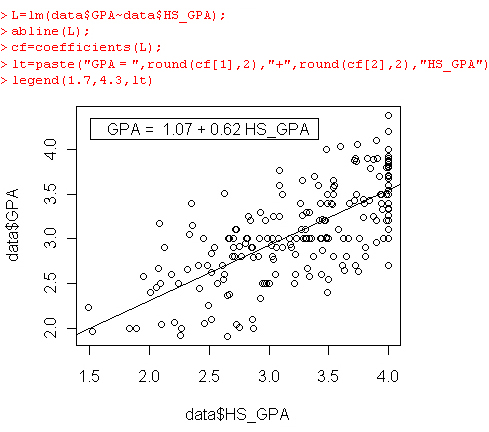 > L=lm(data$GPA~data$HS_GPA);
> abline(L);
> cf=coefficients(L);
> lt=paste("GPA = ",round(cf[1],2),"+",round(cf[2],2),"HS_GPA")
> legend(1.7,4.3,lt)
GPA = 1.07 + 0.62 HS_GPA
data$GPA
4.0
3.5
3.0
2.5
2.0
1.5 2.0 2.5 3.0 3.5 4.0
data$HS_GPA